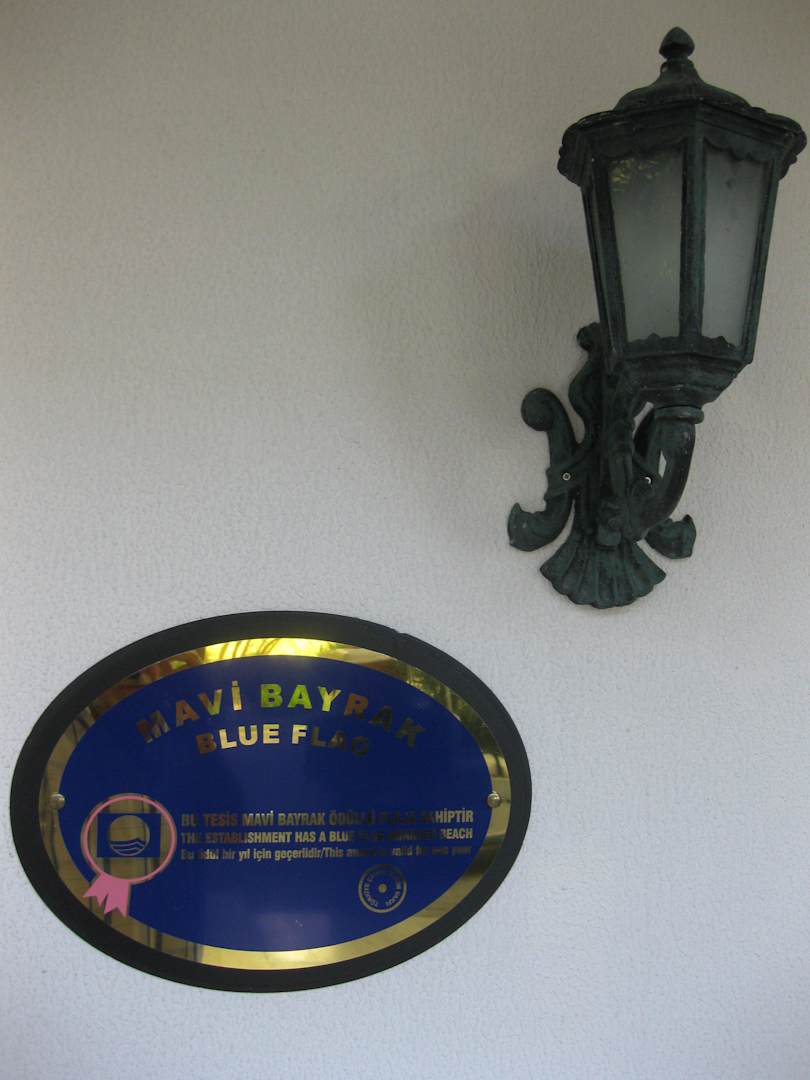 MAVİ BAYRAK
BLUE FLAG
BU TESİS MAVİ BAYRAK ÖDÜLLÜ PLAJA SAHİPTİR
THE ESTABLISHMENT HAS A BLUE FLAG AWARDED BEACH
Bu ödül bir yıl için geçerlidir/This award is valid for one year